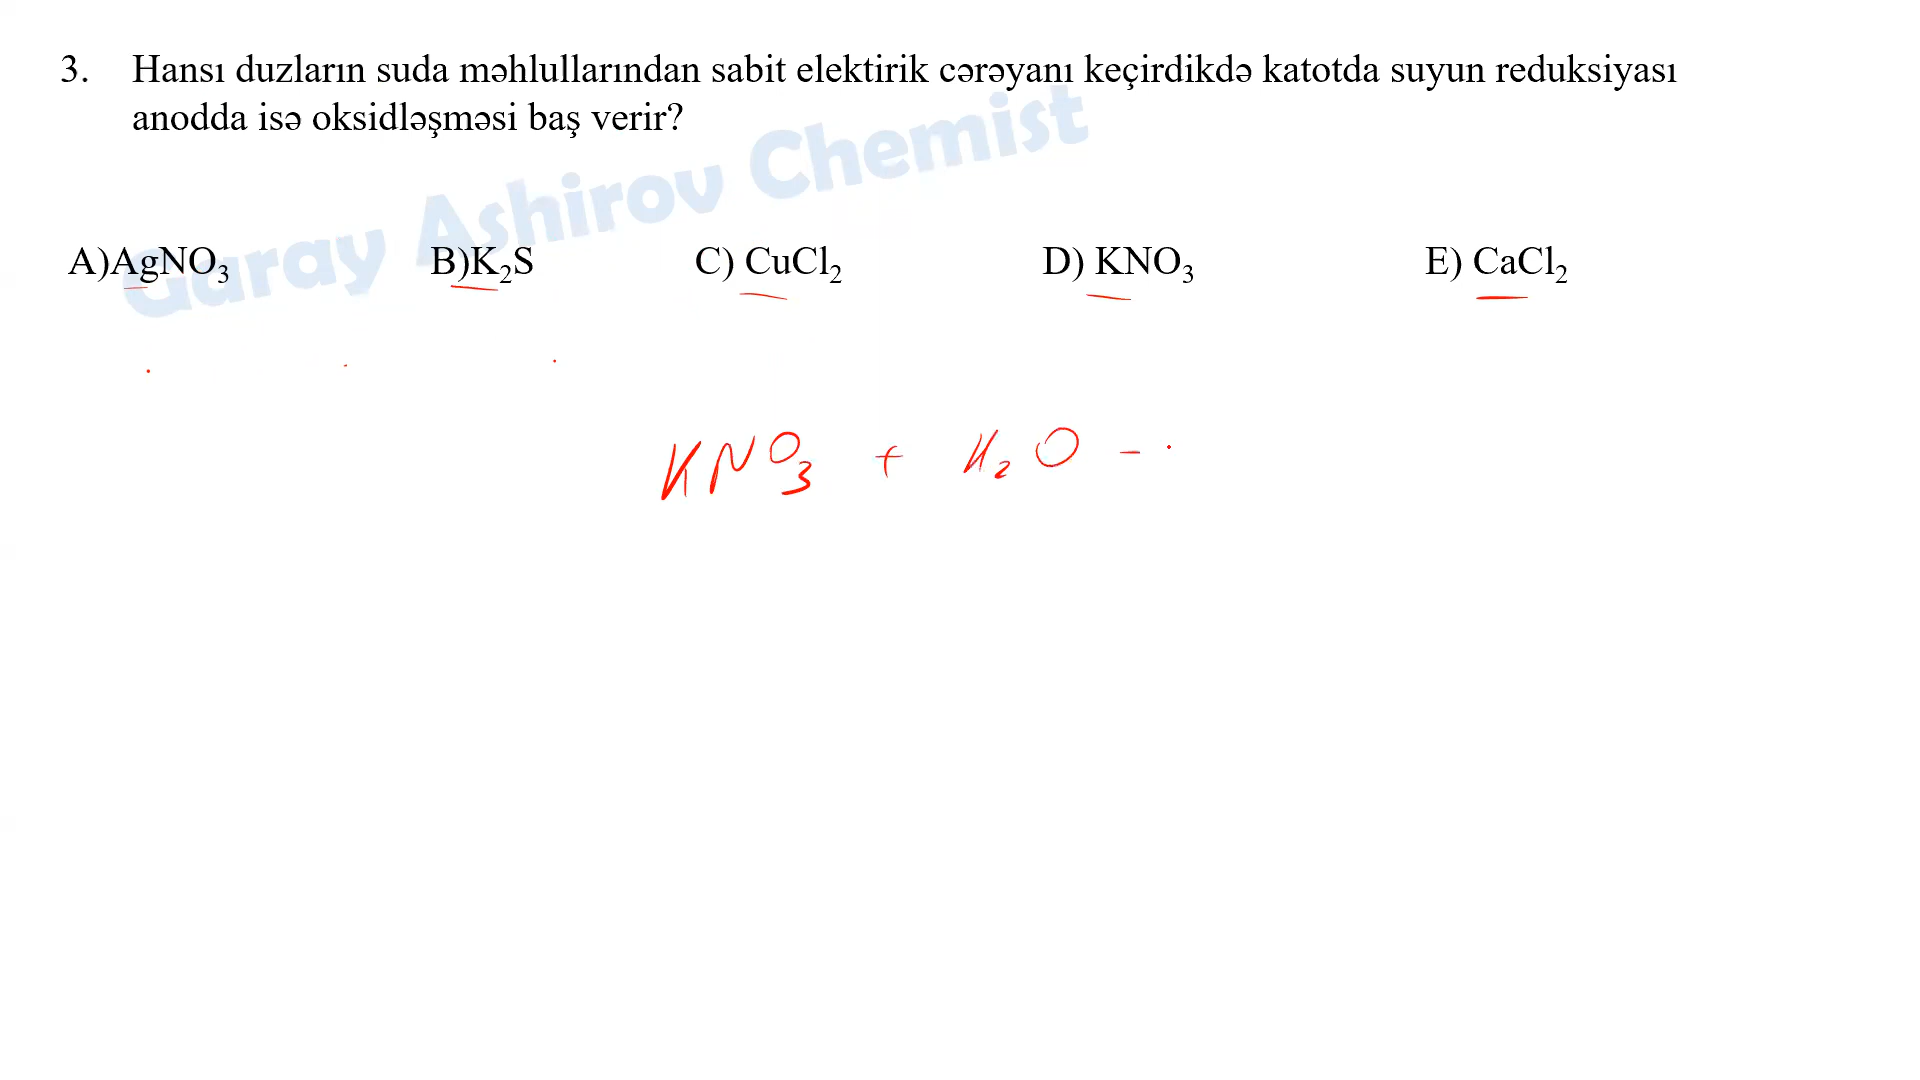 3. Hansı duzların suda məhlullarından sabit elektirik cərəyanı keçirdikdə katotda suyun reduksiyası
anodda isə oksidləşməsi baş verir?
Garay Ashirov Chemist
A)AgNO₃ B)K₂S C) CuCl₂ D) KNO₃ E) CaCl₂
KNO₃ + H₂O -